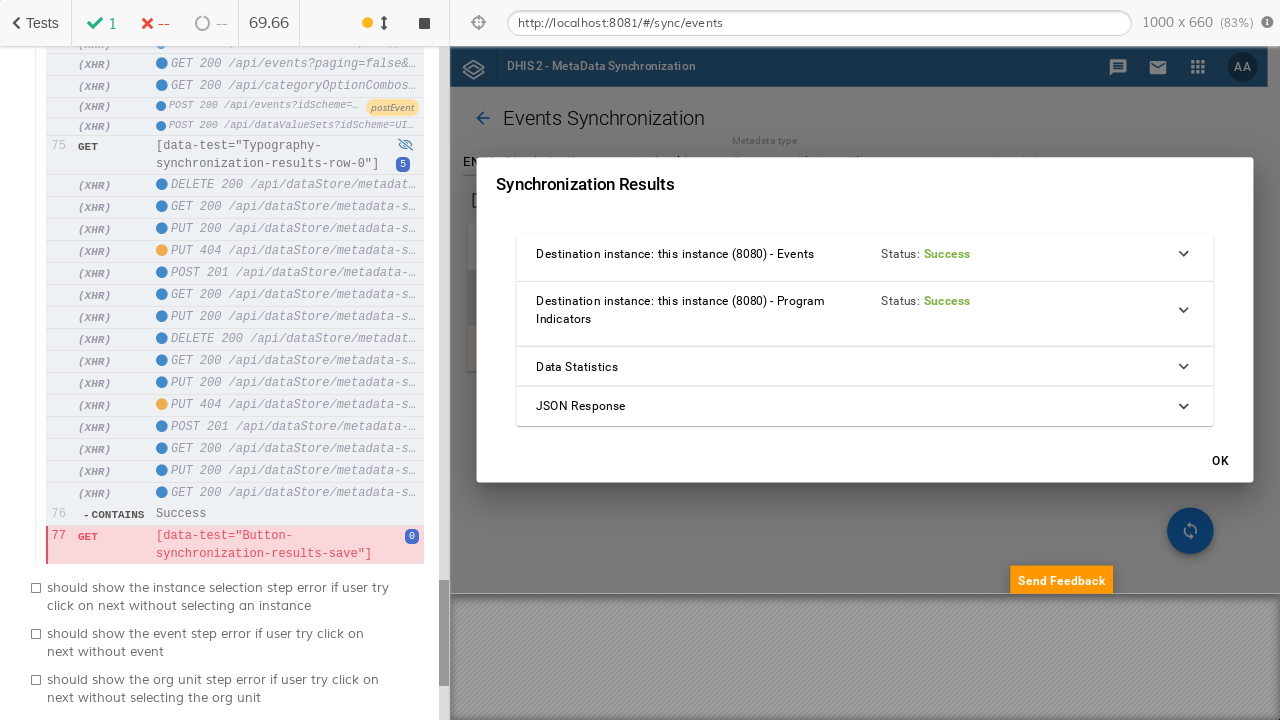 Tests
1
--
--
69.66
http://localhost:8081/#/sync/events
1000 x 660 (83%)
(XHR) GET 200 /api/events?paging=false&…
(XHR) GET 200 /api/categoryOptionCombos…
(XHR) POST 200 /api/events?idScheme=… postEvent
(XHR) POST 200 /api/dataValueSets?idScheme=UI…
75 GET [data-test="Typography-
synchronization-results-row-0"] 5
(XHR) DELETE 200 /api/dataStore/metadat…
(XHR) GET 200 /api/dataStore/metadata-s…
(XHR) PUT 200 /api/dataStore/metadata-s…
(XHR) PUT 404 /api/dataStore/metadata-s…
(XHR) POST 201 /api/dataStore/metadata-…
(XHR) GET 200 /api/dataStore/metadata-s…
(XHR) PUT 200 /api/dataStore/metadata-s…
(XHR) DELETE 200 /api/dataStore/metadat…
(XHR) GET 200 /api/dataStore/metadata-s…
(XHR) PUT 200 /api/dataStore/metadata-s…
(XHR) PUT 404 /api/dataStore/metadata-s…
(XHR) POST 201 /api/dataStore/metadata-…
(XHR) GET 200 /api/dataStore/metadata-s…
(XHR) PUT 200 /api/dataStore/metadata-s…
(XHR) GET 200 /api/dataStore/metadata-s…
76 -CONTAINS Success
77 GET [data-test="Button-
synchronization-results-save"] 0
should show the instance selection step error if user try
click on next without selecting an instance
should show the event step error if user try click on
next without event
should show the org unit step error if user try click on
next without selecting the org unit
DHIS 2 - MetaData Synchronization
AA
Events Synchronization
Metadata type
Synchronization Results
Destination instance: this instance (8080) - Events
Status: Success
Destination instance: this instance (8080) - Program
Indicators
Status: Success
Data Statistics
JSON Response
OK
Send Feedback